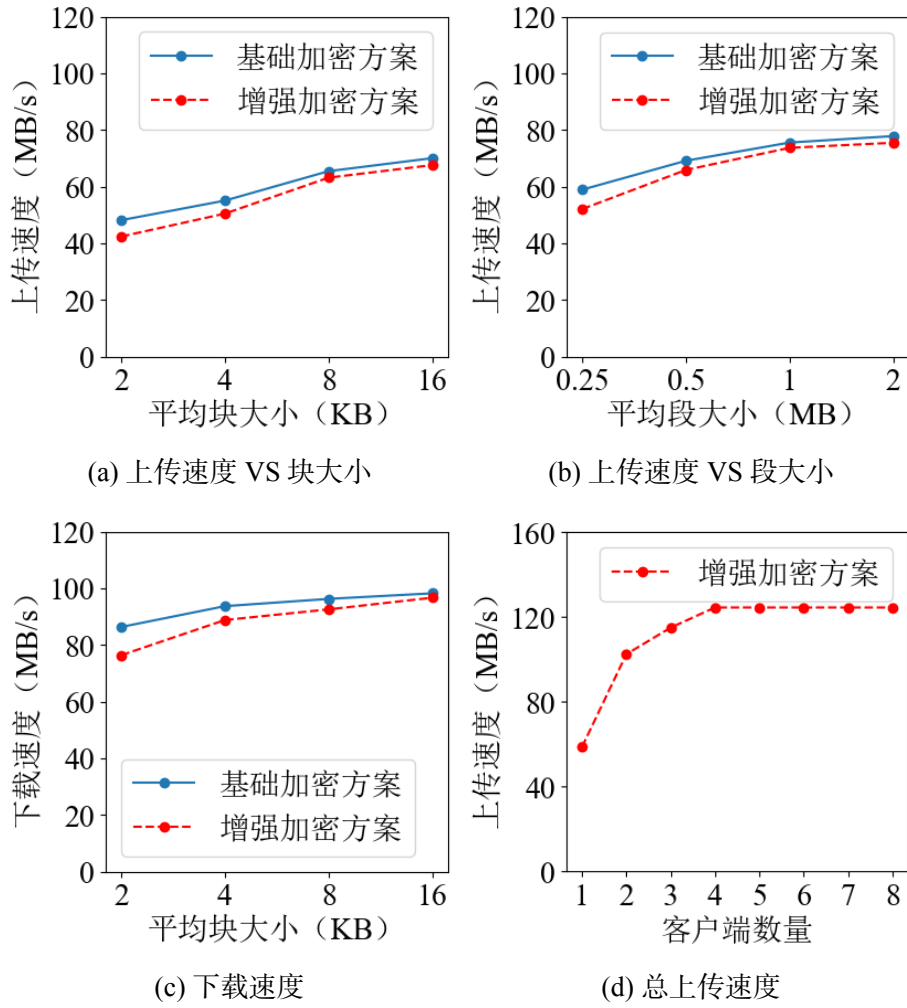 120
100
80
60
40
20
0
上传速度（MB/s）
基础加密方案
增强加密方案
2 4 8 16
平均块大小（KB）
(a) 上传速度 VS 块大小
120
100
80
60
40
20
0
上传速度（MB/s）
基础加密方案
增强加密方案
0.25 0.5 1 2
平均段大小（MB）
(b) 上传速度 VS 段大小
120
100
80
60
40
20
0
下载速度（MB/s）
基础加密方案
增强加密方案
2 4 8 16
平均块大小（KB）
(c) 下载速度
160
120
80
40
0
上传速度（MB/s）
增强加密方案
1 2 3 4 5 6 7 8
客户端数量
(d) 总上传速度